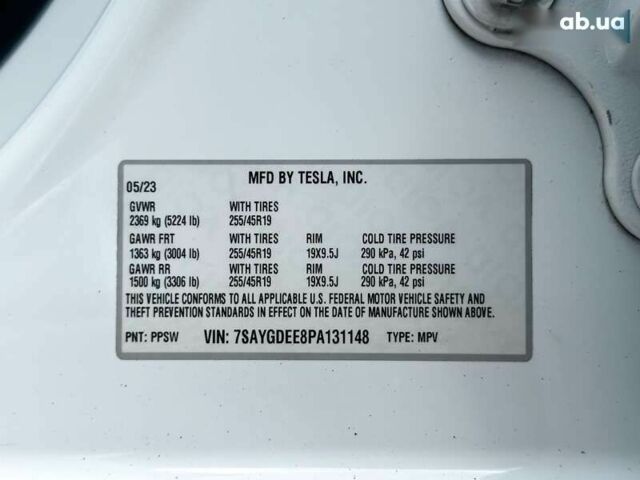 ab.ua
MFD BY TESLA, INC.
05/23
GVWR WITH TIRES
2369 kg (5224 lb) 255/45R19
GAWR FRT WITH TIRES RIM COLD TIRE PRESSURE
1363 kg (3004 lb) 255/45R19 19X9.5J 290 kPa, 42 psi
GAWR RR WITH TIRES RIM COLD TIRE PRESSURE
1500 kg (3306 lb) 255/45R19 19X9.5J 290 kPa, 42 psi
THIS VEHICLE CONFORMS TO ALL APPLICABLE U.S. FEDERAL MOTOR VEHICLE SAFETY AND
THEFT PREVENTION STANDARDS IN EFFECT ON THE DATE OF MANUFACTURE SHOWN ABOVE.
PNT: PPSW VIN: 7SAYGDEE8PA131148 TYPE: MPV